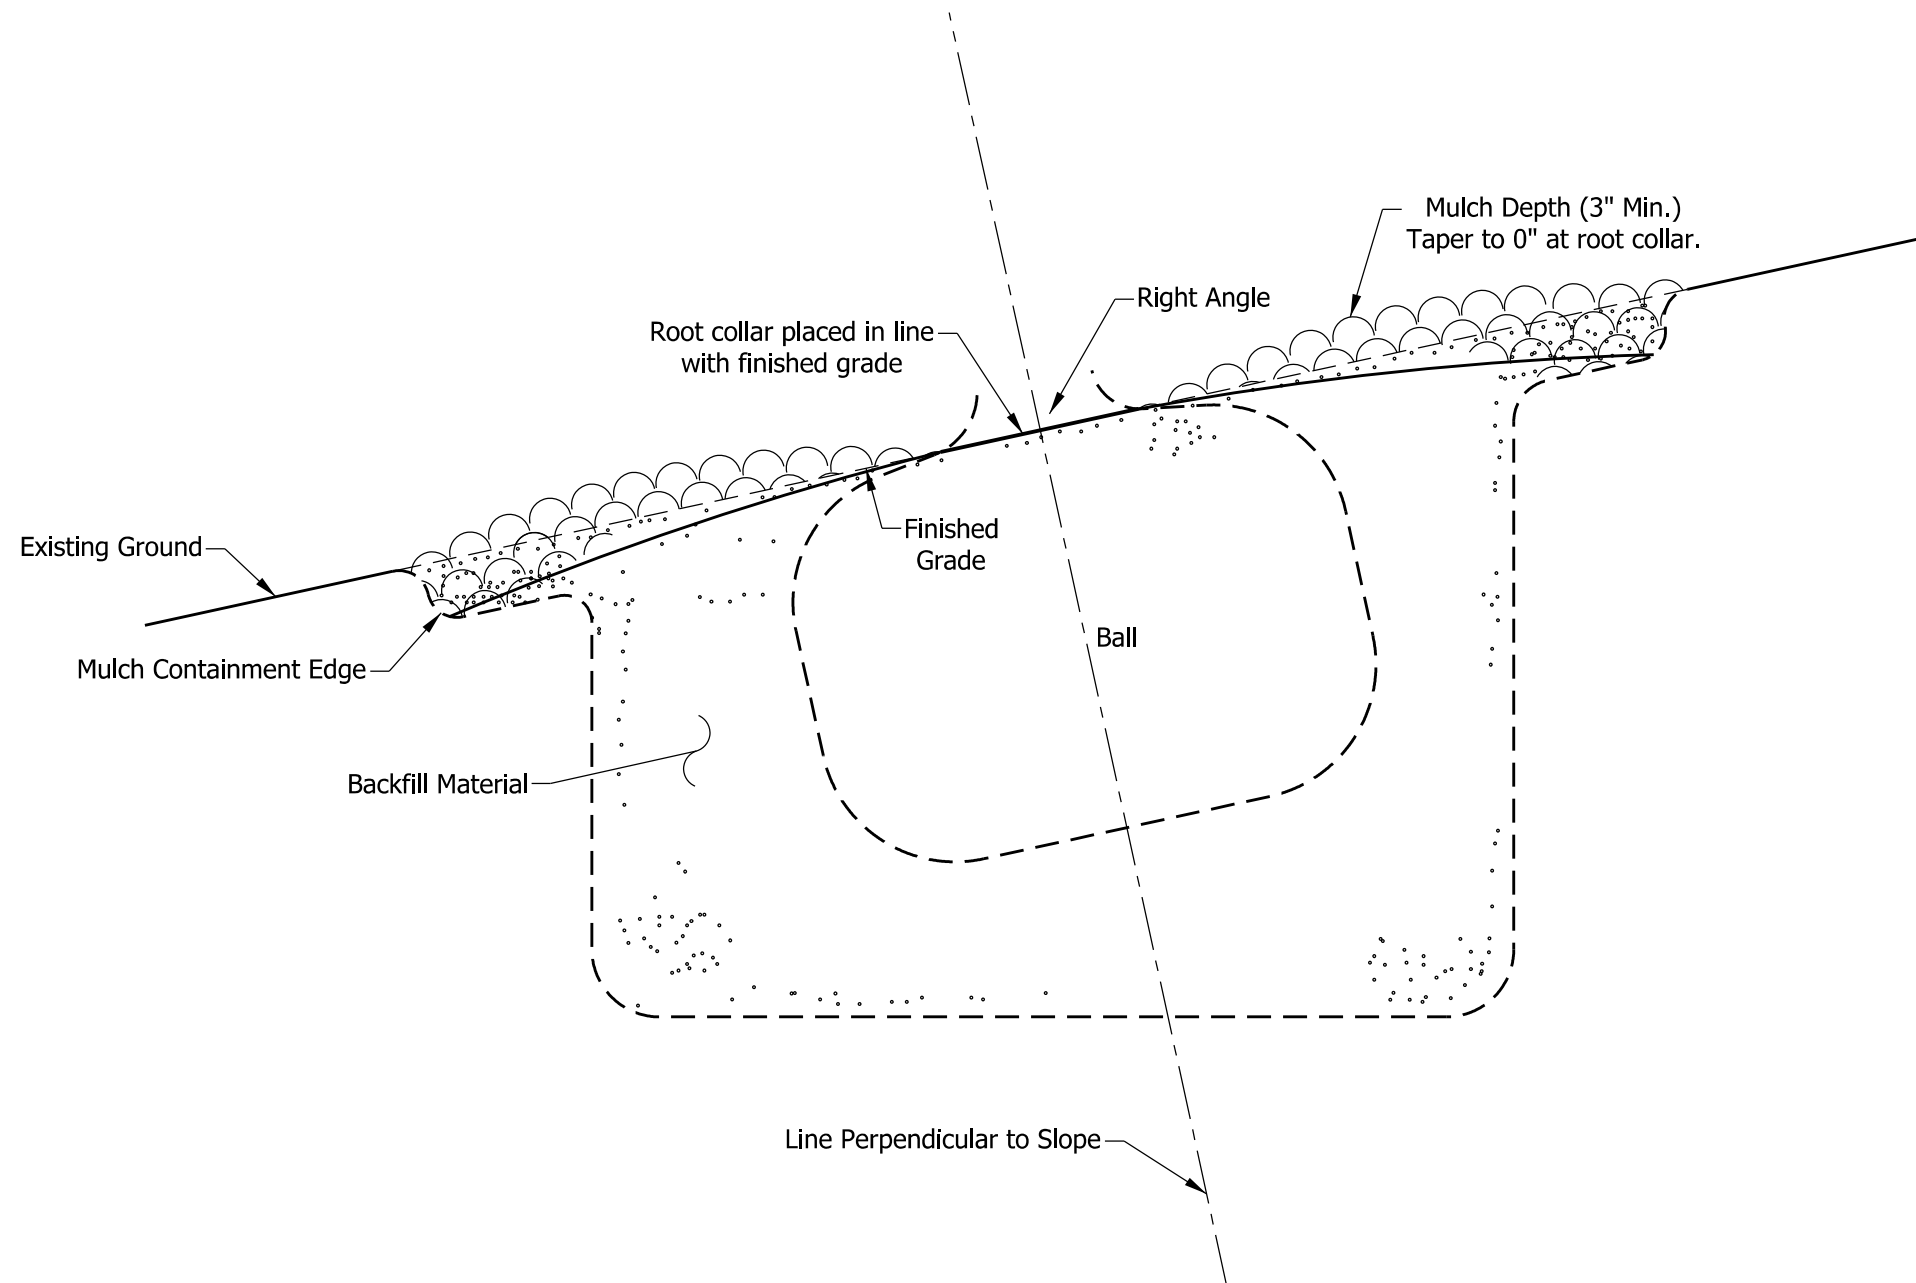 Mulch Depth (3" Min.)
Taper to 0" at root collar.
Right Angle
Root collar placed in line
with finished grade
Finished
Grade
Existing Ground
Ball
Mulch Containment Edge
Backfill Material
Line Perpendicular to Slope